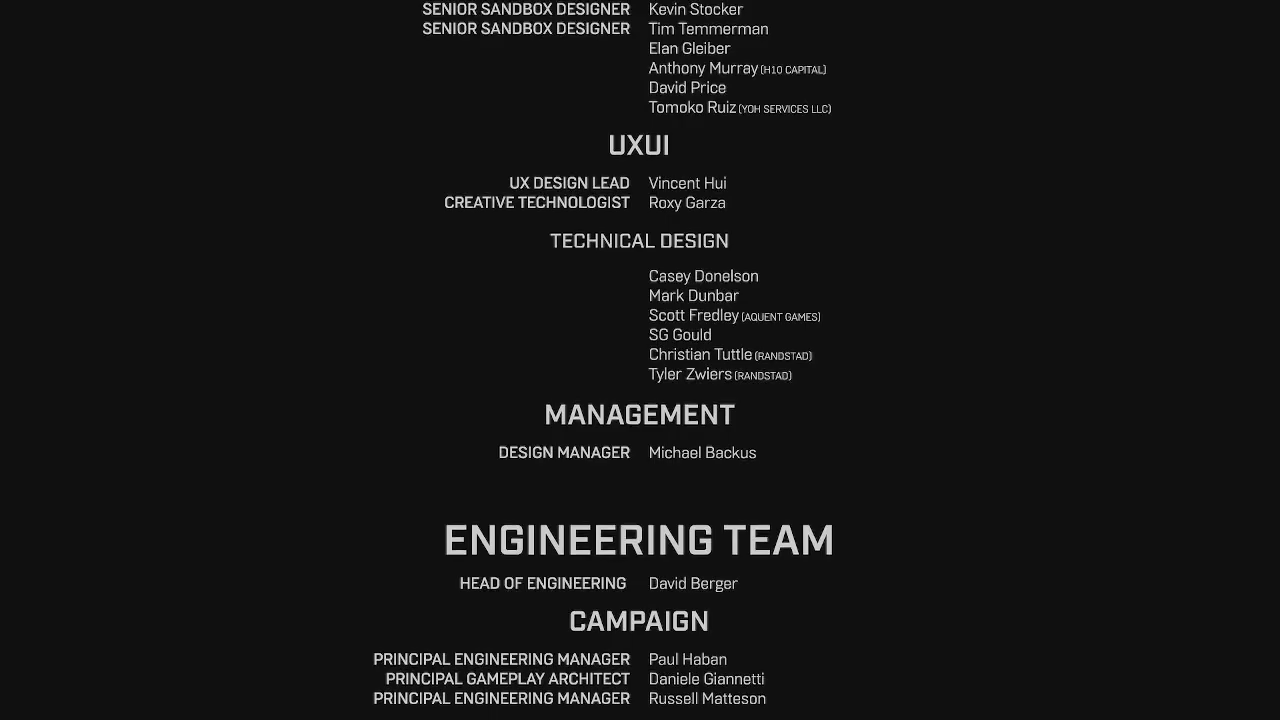 SENIOR SANDBOX DESIGNER Kevin Stocker
SENIOR SANDBOX DESIGNER Tim Temmerman
Elan Gleiber
Anthony Murray (H10 CAPITAL)
David Price
Tomoko Ruiz (YOH SERVICES LLC)
UXUI
UX DESIGN LEAD Vincent Hui
CREATIVE TECHNOLOGIST Roxy Garza
TECHNICAL DESIGN
Casey Donelson
Mark Dunbar
Scott Fredley (AQUENT GAMES)
SG Gould
Christian Tuttle (RANDSTAD)
Tyler Zwiers (RANDSTAD)
MANAGEMENT
DESIGN MANAGER Michael Backus
ENGINEERING TEAM
HEAD OF ENGINEERING David Berger
CAMPAIGN
PRINCIPAL ENGINEERING MANAGER Paul Haban
PRINCIPAL GAMEPLAY ARCHITECT Daniele Giannetti
PRINCIPAL ENGINEERING MANAGER Russell Matteson